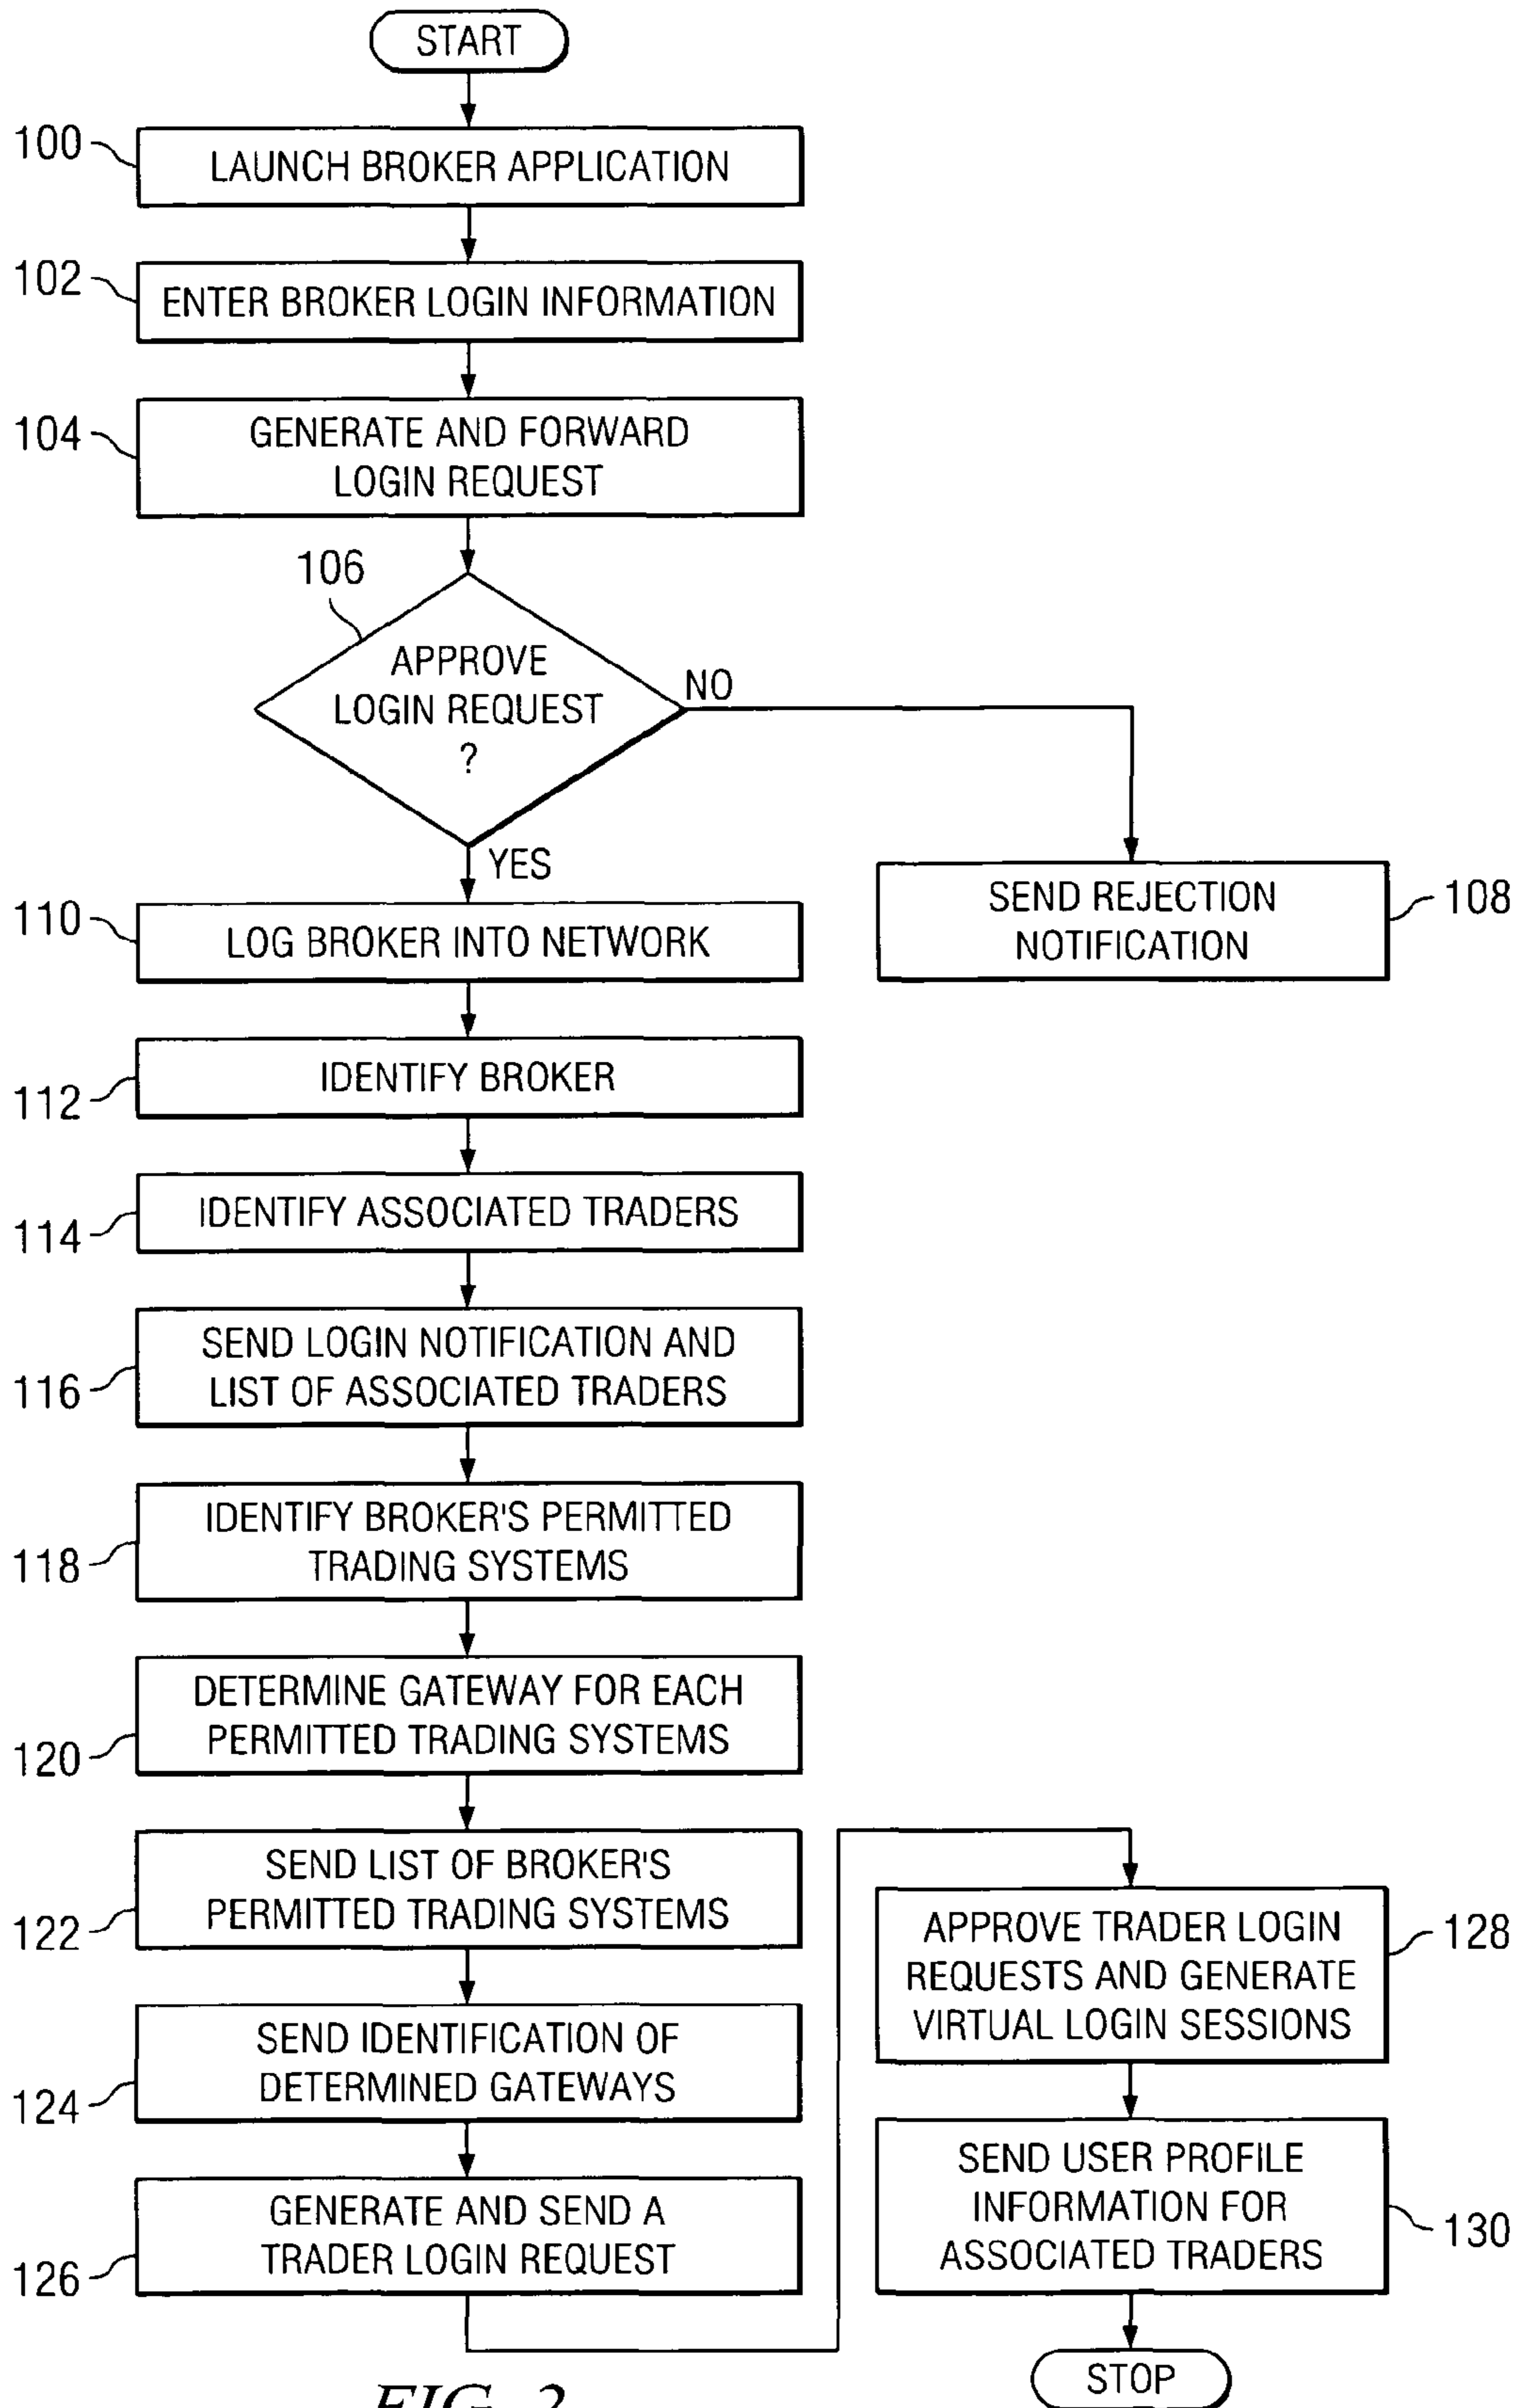 START
100
LAUNCH BROKER APPLICATION
102
ENTER BROKER LOGIN INFORMATION
104
GENERATE AND FORWARD
LOGIN REQUEST
106
APPROVE
LOGIN REQUEST
?
NO
YES
SEND REJECTION
NOTIFICATION
108
110
LOG BROKER INTO NETWORK
112
IDENTIFY BROKER
114
IDENTIFY ASSOCIATED TRADERS
116
SEND LOGIN NOTIFICATION AND
LIST OF ASSOCIATED TRADERS
118
IDENTIFY BROKER'S PERMITTED
TRADING SYSTEMS
120
DETERMINE GATEWAY FOR EACH
PERMITTED TRADING SYSTEMS
122
SEND LIST OF BROKER'S
PERMITTED TRADING SYSTEMS
124
SEND IDENTIFICATION OF
DETERMINED GATEWAYS
126
GENERATE AND SEND A
TRADER LOGIN REQUEST
APPROVE TRADER LOGIN
REQUESTS AND GENERATE
VIRTUAL LOGIN SESSIONS
128
SEND USER PROFILE
INFORMATION FOR
ASSOCIATED TRADERS
130
STOP
FIG. 2